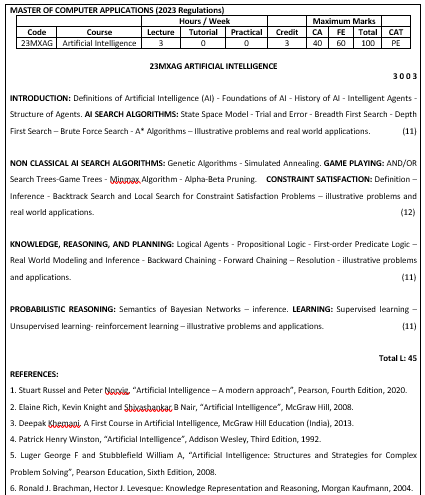 MASTER OF COMPUTER APPLICATIONS (2023 Regulations)
Hours / Week Maximum Marks
Code Course Lecture Tutorial Practical Credit CA FE Total CAT
23MXAG Artificial Intelligence 3 0 0 3 40 60 100 PE
23MXAG ARTIFICIAL INTELLIGENCE
3 0 0 3
INTRODUCTION: Definitions of Artificial Intelligence (AI) - Foundations of AI - History of AI - Intelligent Agents -
Structure of Agents. AI SEARCH ALGORITHMS: State Space Model - Trial and Error - Breadth First Search - Depth
First Search – Brute Force Search - A* Algorithms – Illustrative problems and real world applications. (11)
NON CLASSICAL AI SEARCH ALGORITHMS: Genetic Algorithms - Simulated Annealing. GAME PLAYING: AND/OR
Search Trees-Game Trees - Minmax Algorithm - Alpha-Beta Pruning. CONSTRAINT SATISFACTION: Definition –
Inference - Backtrack Search and Local Search for Constraint Satisfaction Problems – illustrative problems and
real world applications. (12)
KNOWLEDGE, REASONING, AND PLANNING: Logical Agents - Propositional Logic - First-order Predicate Logic –
Real World Modeling and Inference - Backward Chaining - Forward Chaining – Resolution - illustrative problems
and applications. (11)
PROBABILISTIC REASONING: Semantics of Bayesian Networks – inference. LEARNING: Supervised learning –
Unsupervised learning- reinforcement learning – illustrative problems and applications. (11)
Total L: 45
REFERENCES:
1. Stuart Russel and Peter Norvig, “Artificial Intelligence – A modern approach”, Pearson, Fourth Edition, 2020.
2. Elaine Rich, Kevin Knight and Shivashankar B Nair, “Artificial Intelligence”, McGraw Hill, 2008.
3. Deepak Khemani. A First Course in Artificial Intelligence, McGraw Hill Education (India), 2013.
4. Patrick Henry Winston, “Artificial Intelligence”, Addison Wesley, Third Edition, 1992.
5. Luger George F and Stubblefield William A, “Artificial Intelligence: Structures and Strategies for Complex
Problem Solving”, Pearson Education, Sixth Edition, 2008.
6. Ronald J. Brachman, Hector J. Levesque: Knowledge Representation and Reasoning, Morgan Kaufmann, 2004.